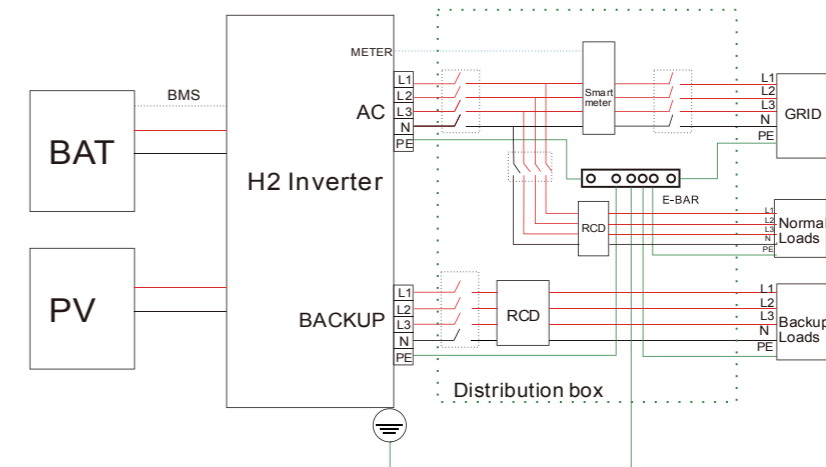 METER
BMS
BAT
H2 Inverter
AC
L1
L2
L3
N
PE
Smart
meter
L1
L2
L3
N
PE
GRID
E-BAR
RCD
L1
L2
L3
N
PE
Normal
Loads
PV
BACKUP
L1
L2
L3
N
PE
RCD
L1
L2
L3
N
PE
Backup
Loads
Distribution box